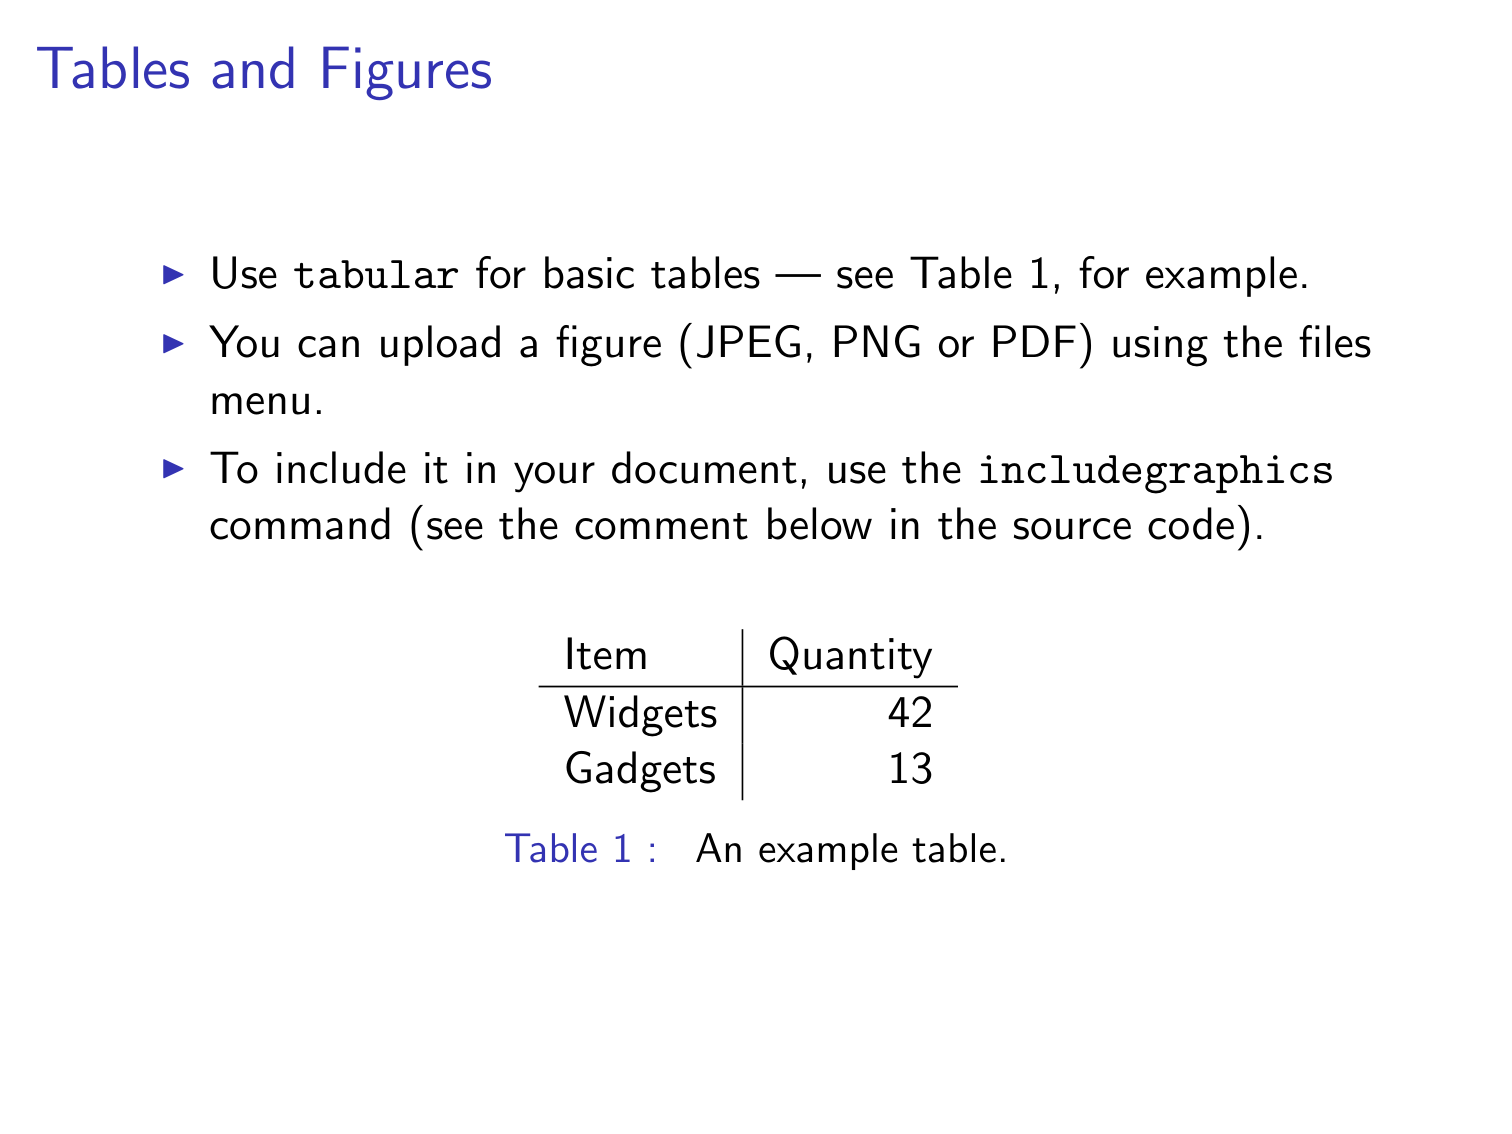 Tables and Figures
▶ Use tabular for basic tables — see Table 1, for example.
▶ You can upload a figure (JPEG, PNG or PDF) using the files
menu.
▶ To include it in your document, use the includegraphics
command (see the comment below in the source code).
Item Quantity
Widgets 42
Gadgets 13
Table 1 : An example table.